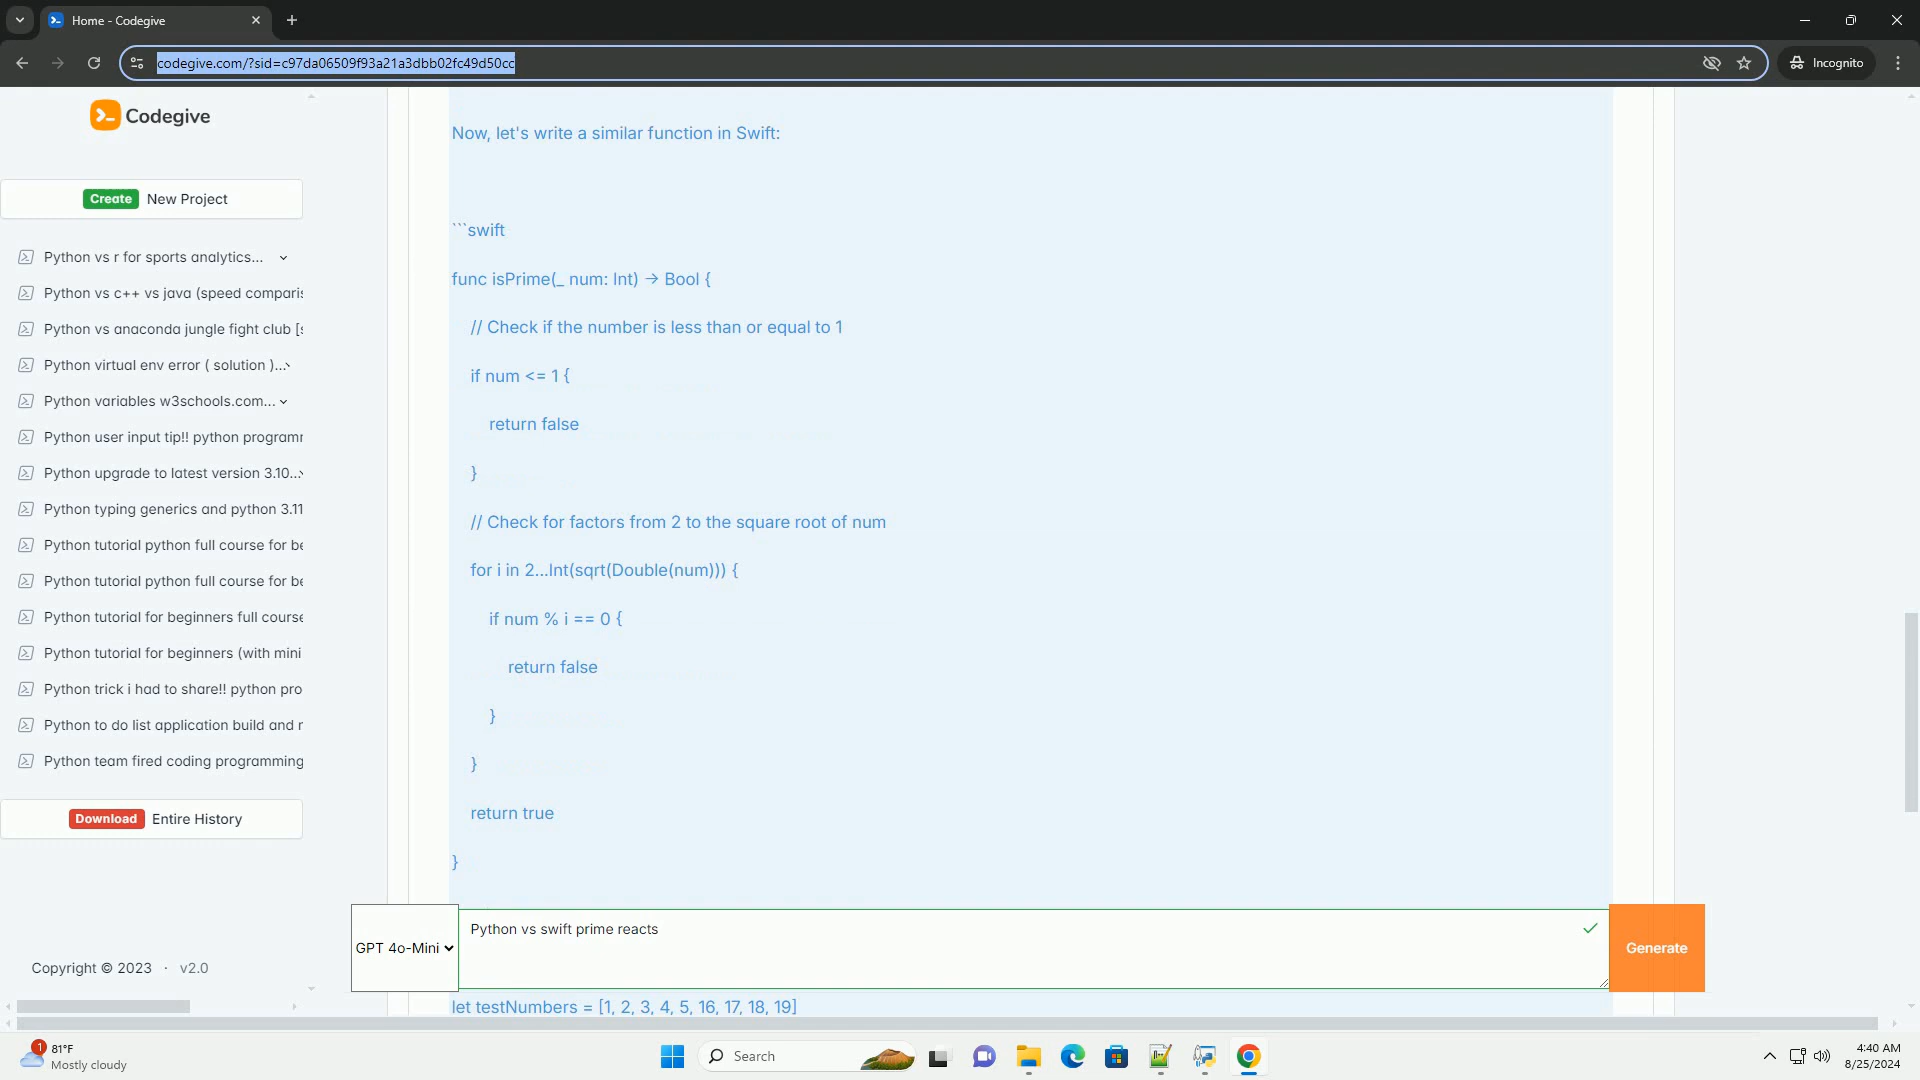 Home - Codegive
codegive.com/?sid=c97da06509f93a21a3dbb02fc49d50cc
Incognito
Codegive
Create New Project
Python vs r for sports analytics...
Python vs c++ vs java (speed comparis
Python vs anaconda jungle fight club [s
Python virtual env error ( solution )...
Python variables w3schools.com...
Python user input tip!! python programm
Python upgrade to latest version 3.10...
Python typing generics and python 3.11
Python tutorial python full course for be
Python tutorial python full course for be
Python tutorial for beginners full course
Python tutorial for beginners (with mini
Python trick i had to share!! python pro
Python to do list application build and r
Python team fired coding programming
Download Entire History
Copyright © 2023 · v2.0
Now, let's write a similar function in Swift:
```swift
func isPrime(_ num: Int) -> Bool {
// Check if the number is less than or equal to 1
if num <= 1 {
return false
}
// Check for factors from 2 to the square root of num
for i in 2...Int(sqrt(Double(num))) {
if num % i == 0 {
return false
}
}
return true
}
GPT 4o-Mini
Python vs swift prime reacts
Generate
let testNumbers = [1, 2, 3, 4, 5, 16, 17, 18, 19]
1
81°F
Mostly cloudy
Search
4:40 AM
8/25/2024